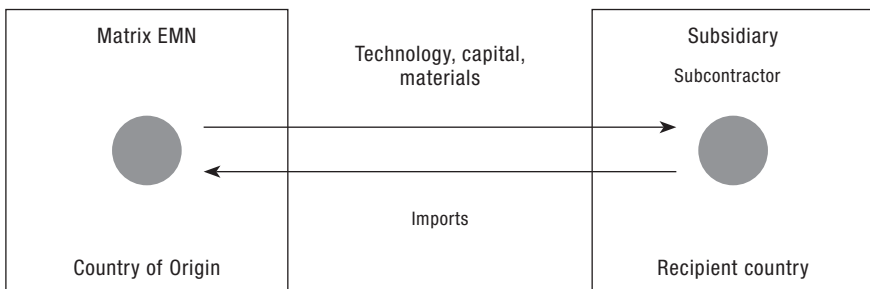 Matrix EMN
Technology, capital,
materials
Subsidiary
Subcontractor
Imports
Country of Origin
Recipient country